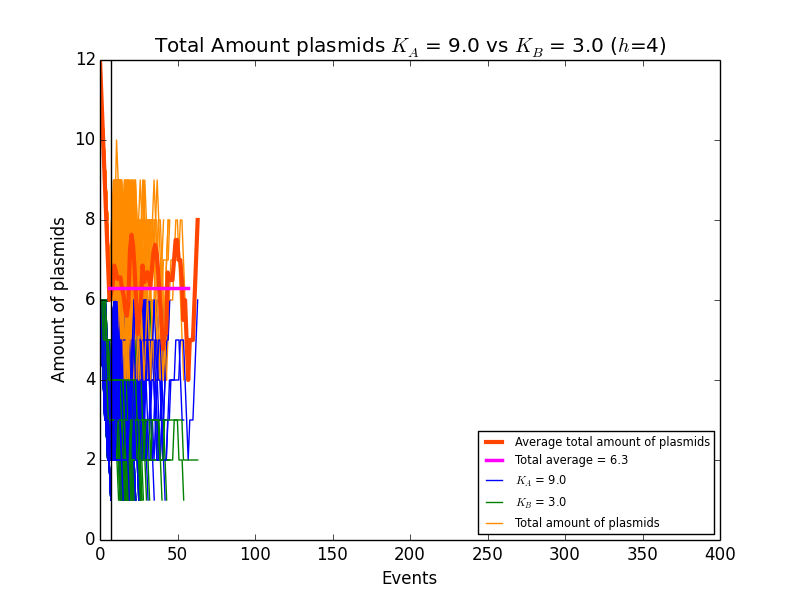 Total Amount plasmids K_A = 9.0 vs K_B = 3.0 (h=4)
12
10
8
6
4
2
0
Amount of plasmids
0 50 100 150 200 250 300 350 400
Events
Average total amount of plasmids
Total average = 6.3
K_A = 9.0
K_B = 3.0
Total amount of plasmids